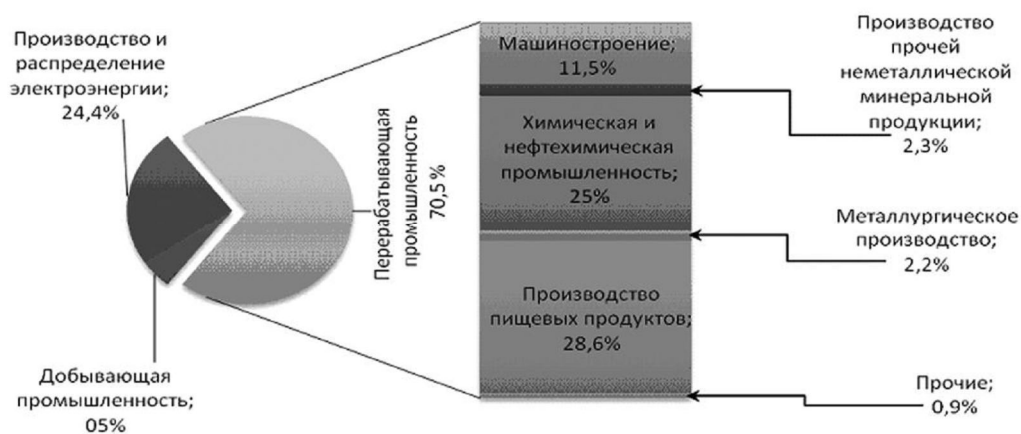 Производство и
распределение
электроэнергии;
24,4%
Добывающая
промышленность;
05%
Перерабатывающая
промышленность
70,5 %
Машиностроение;
11,5%
Химическая и
нефтехимическая
промышленность;
25%
Производство
пищевых продуктов;
28,6%
Производство
прочей
неметаллической
минеральной
продукции;
2,3%
Металлургическое
производство;
2,2%
Прочие;
0,9%